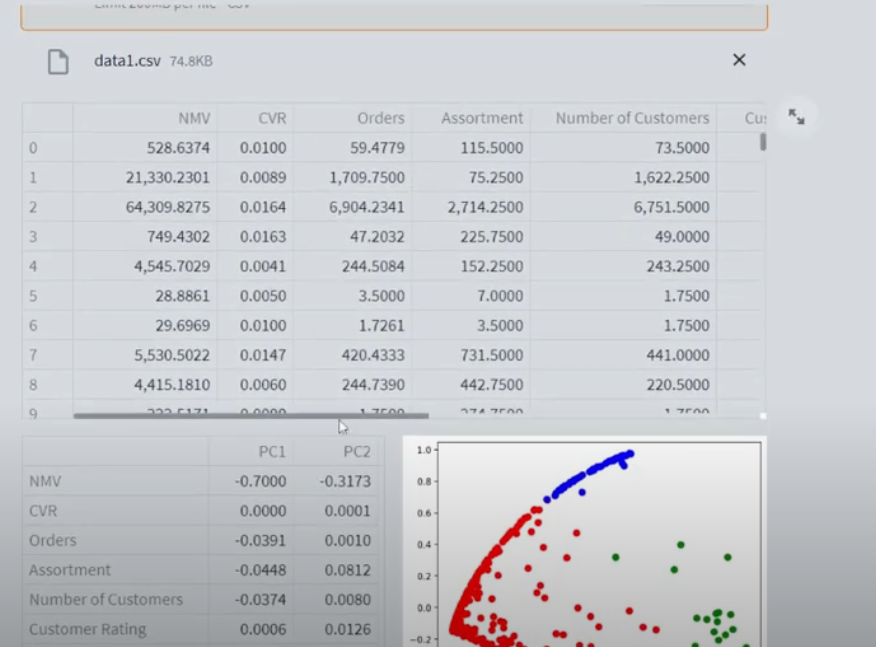 data1.csv 74.8KB
NMV CVR Orders Assortment Number of Customers
0 528.6374 0.0100 59.4779 115.5000 73.5000
1 21,330.2301 0.0089 1,709.7500 75.2500 1,622.2500
2 64,309.8275 0.0164 6,904.2341 2,714.2500 6,751.5000
3 749.4302 0.0163 47.2032 225.7500 49.0000
4 4,545.7029 0.0041 244.5084 152.2500 243.2500
5 28.8861 0.0050 3.5000 7.0000 1.7500
6 29.6969 0.0100 1.7261 3.5000 1.7500
7 5,530.5022 0.0147 420.4333 731.5000 441.0000
8 4,415.1810 0.0060 244.7390 442.7500 220.5000
9
PC1 PC2
NMV -0.7000 -0.3173
CVR 0.0000 0.0001
Orders -0.0391 0.0010
Assortment -0.0448 0.0812
Number of Customers -0.0374 0.0080
Customer Rating 0.0006 0.0126
1.0
0.8
0.6
0.4
0.2
0.0
−0.2